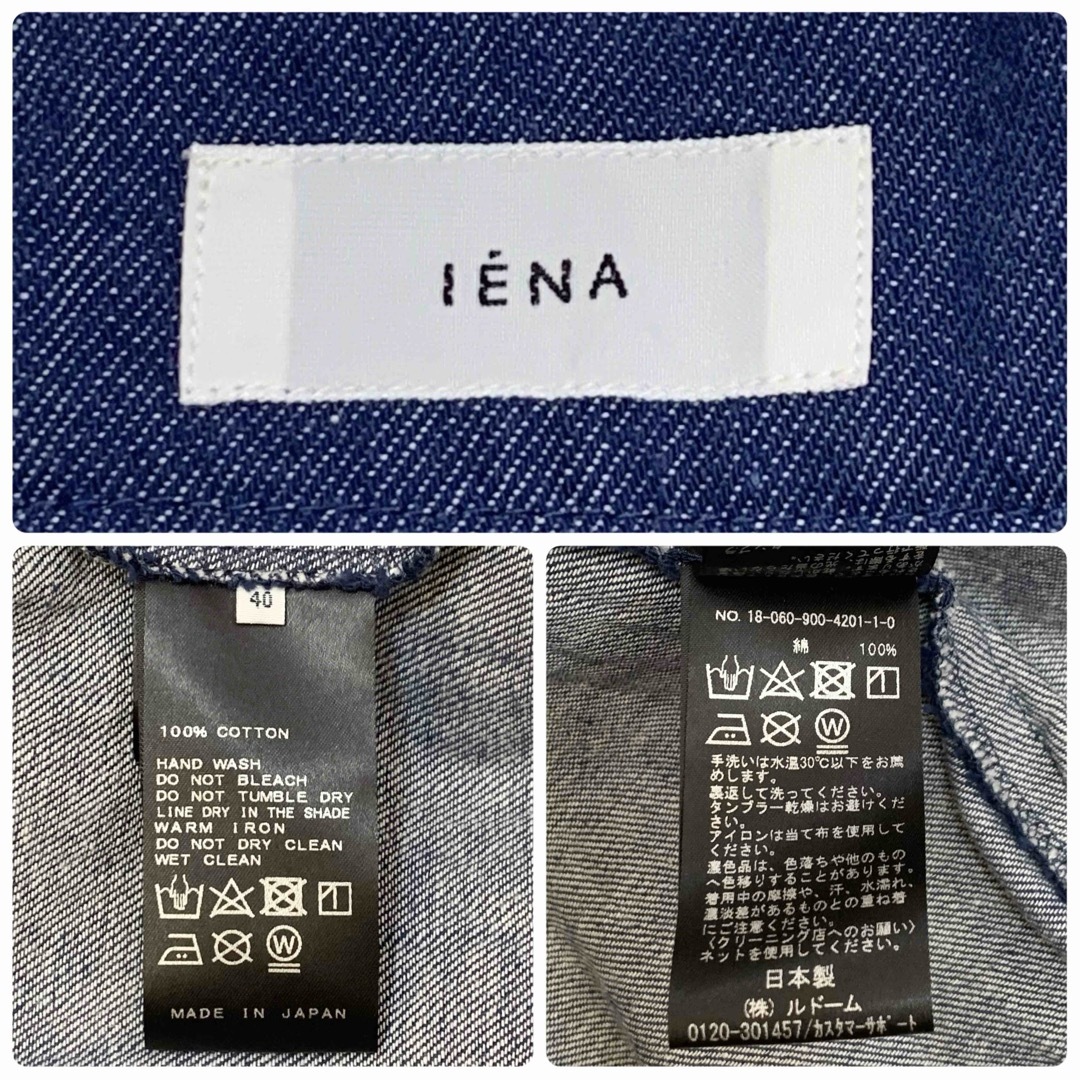 IÉNA
40
100% COTTON
HAND WASH
DO NOT BLEACH
DO NOT TUMBLE DRY
LINE DRY IN THE SHADE
WARM IRON
DO NOT DRY CLEAN
WET CLEAN
W
MADE IN JAPAN
NO. 18-060-900-4201-1-0
綿 100%
W
手洗いは水温30℃以下をお薦
めします。
裏返して洗ってください。
タンブラー乾燥はお避けくだ
さい。
アイロンは当て布を使用して
ください。
濃色品は、色落ちや他のもの
へ色移りすることがあります。
着用中の摩擦や、汗、水濡れ、
濃淡差があるものとの重ね着
にご注意ください。
〈クリーニング店へのお願い〉
ネットを使用してください。
日本製
(株) ルドーム
0120-301457/カスタマーサポート